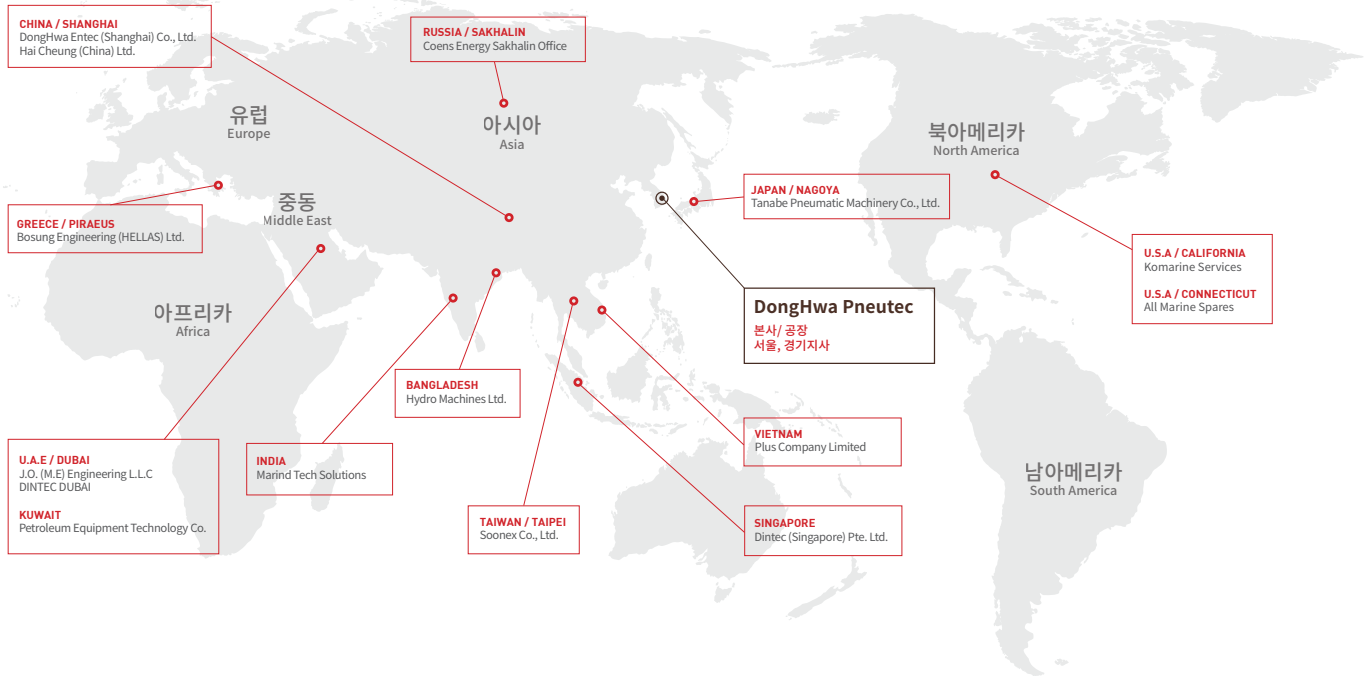 CHINA / SHANGHAI
DongHwa Entec (Shanghai) Co., Ltd.
Hai Cheung (China) Ltd.
RUSSIA / SAKHALIN
Coens Energy Sakhalin Office
유럽
Europe
아시아
Asia
북아메리카
North America
중동
Middle East
JAPAN / NAGOYA
Tanabe Pneumatic Machinery Co., Ltd.
GREECE / PIRAEUS
Bosung Engineering (HELLAS) Ltd.
U.S.A / CALIFORNIA
Komarine Services
U.S.A / CONNECTICUT
All Marine Spares
아프리카
Africa
DongHwa Pneutec
본사/ 공장
서울, 경기지사
BANGLADESH
Hydro Machines Ltd.
VIETNAM
Plus Company Limited
U.A.E / DUBAI
J.O. (M.E) Engineering L.L.C
DINTEC DUBAI
KUWAIT
Petroleum Equipment Technology Co.
INDIA
Marind Tech Solutions
남아메리카
South America
TAIWAN / TAIPEI
Soonex Co., Ltd.
SINGAPORE
Dintec (Singapore) Pte. Ltd.